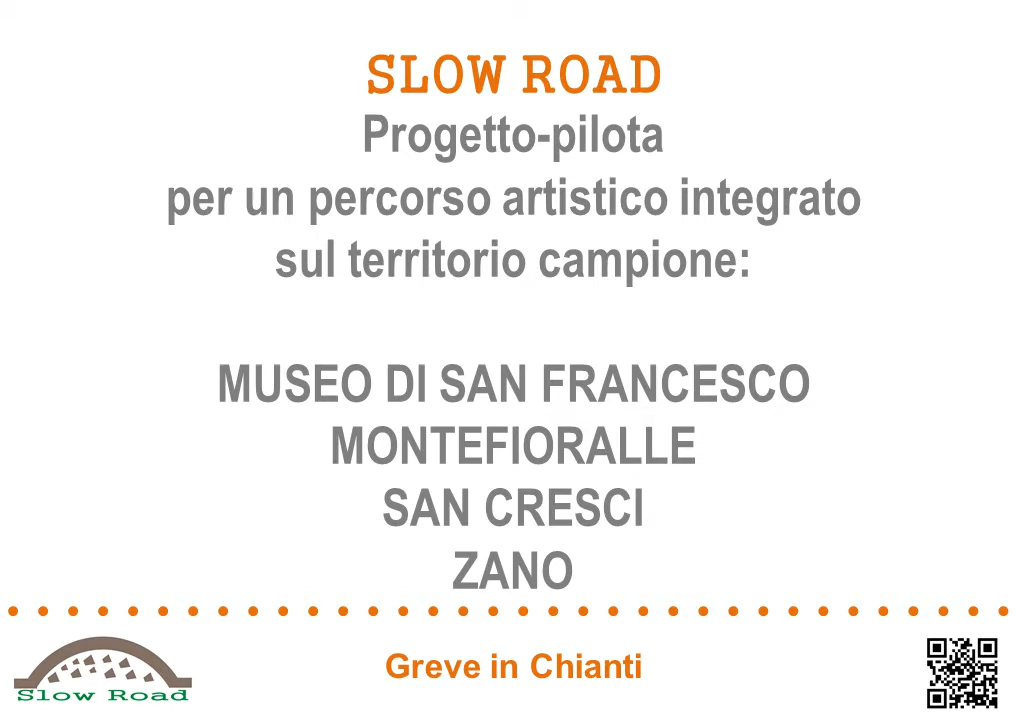 SLOW ROAD
Progetto-pilota
per un percorso artistico integrato
sul territorio campione:
MUSEO DI SAN FRANCESCO
MONTEFIORALLE
SAN CRESCI
ZANO
Slow Road
Greve in Chianti